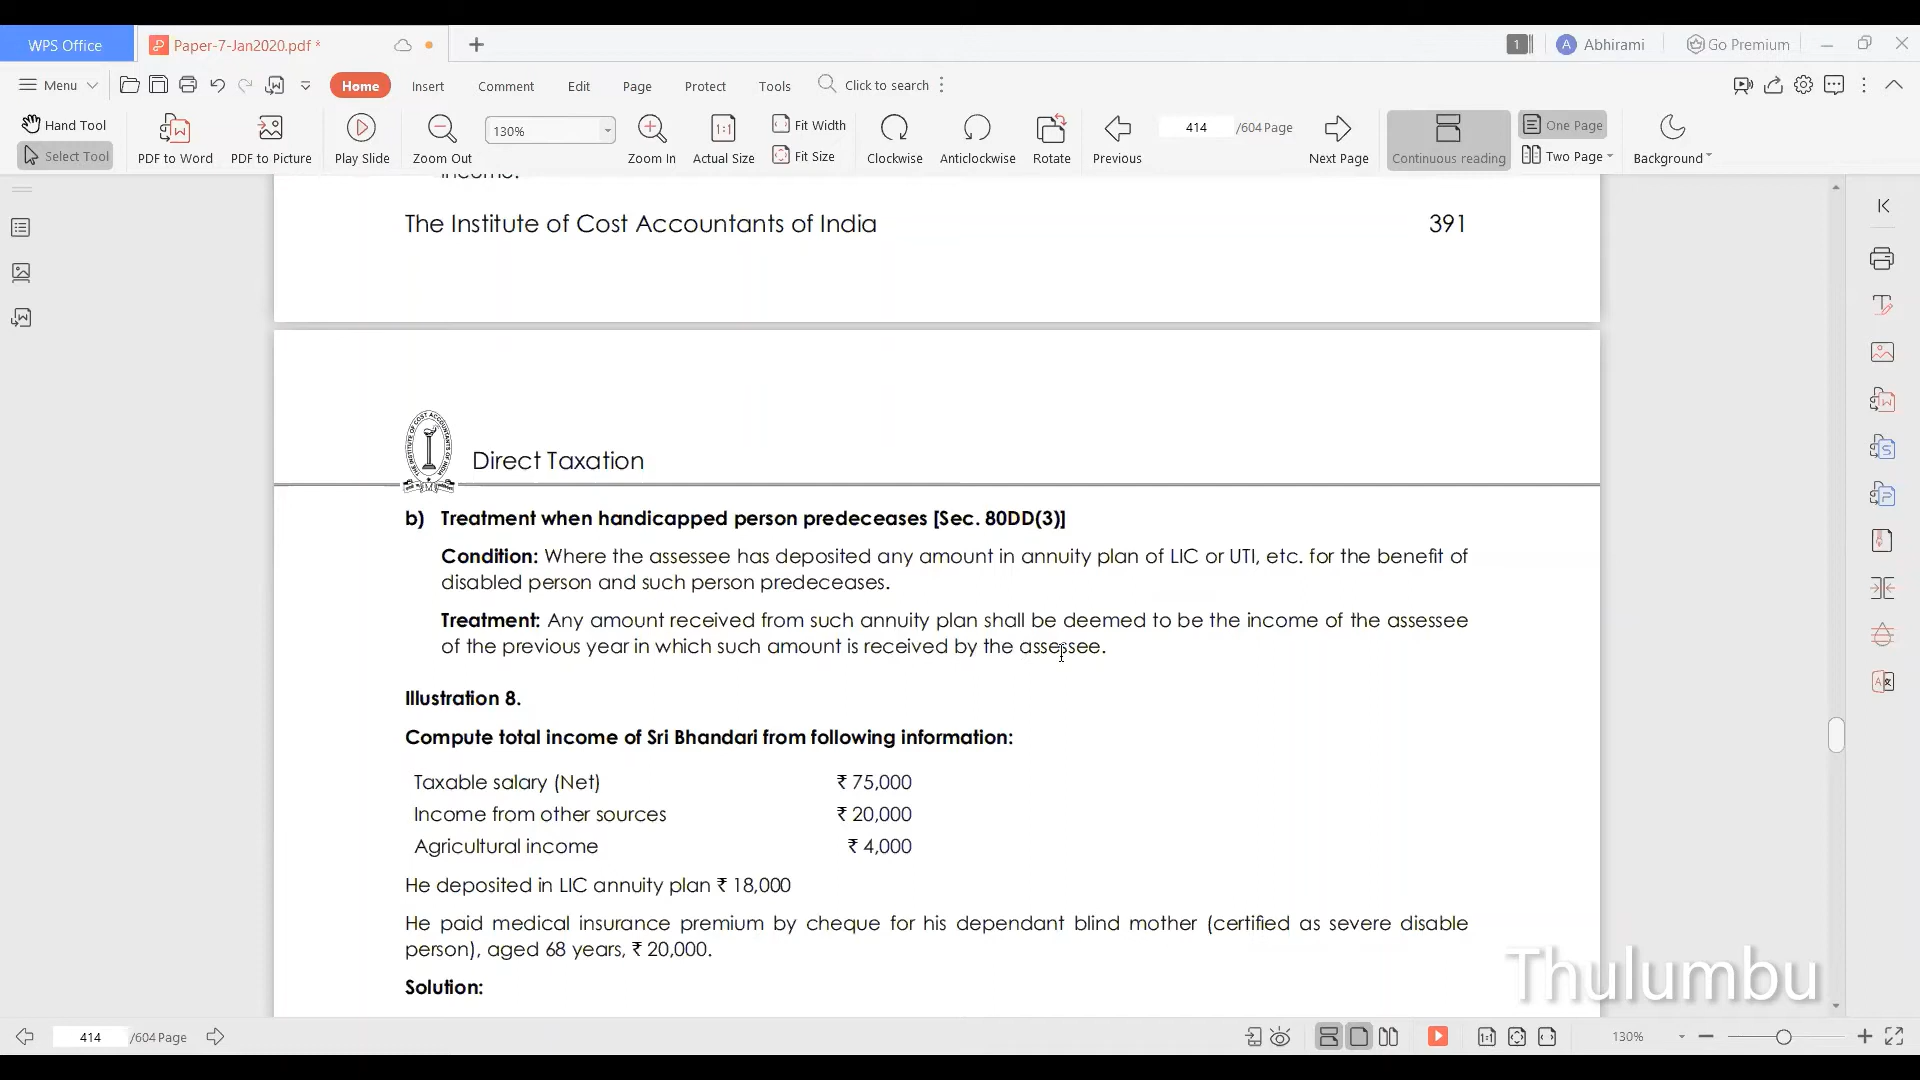 WPS Office
Paper-7-Jan2020.pdf *
1
A
Abhirami
Go Premium
Menu
Home
Insert
Comment
Edit
Page
Protect
Tools
Click to search
Hand Tool
Select Tool
PDF to Word
PDF to Picture
Play Slide
Zoom Out
130%
Zoom In
1:1
Actual Size
Fit Width
Fit Size
Clockwise
Anticlockwise
Rotate
Previous
414
/604 Page
Next Page
Continuous reading
One Page
Two Page
Background
income.
The Institute of Cost Accountants of India 391
Direct Taxation
b) Treatment when handicapped person predeceases [Sec. 80DD(3)]
Condition: Where the assessee has deposited any amount in annuity plan of LIC or UTI, etc. for the benefit of
disabled person and such person predeceases.
Treatment: Any amount received from such annuity plan shall be deemed to be the income of the assessee
of the previous year in which such amount is received by the assessee.
Illustration 8.
Compute total income of Sri Bhandari from following information:
Taxable salary (Net) ₹ 75,000
Income from other sources ₹ 20,000
Agricultural income ₹ 4,000
He deposited in LIC annuity plan ₹ 18,000
He paid medical insurance premium by cheque for his dependant blind mother (certified as severe disable
person), aged 68 years, ₹ 20,000.
Solution:
Thulumbu
414
/604 Page
130%